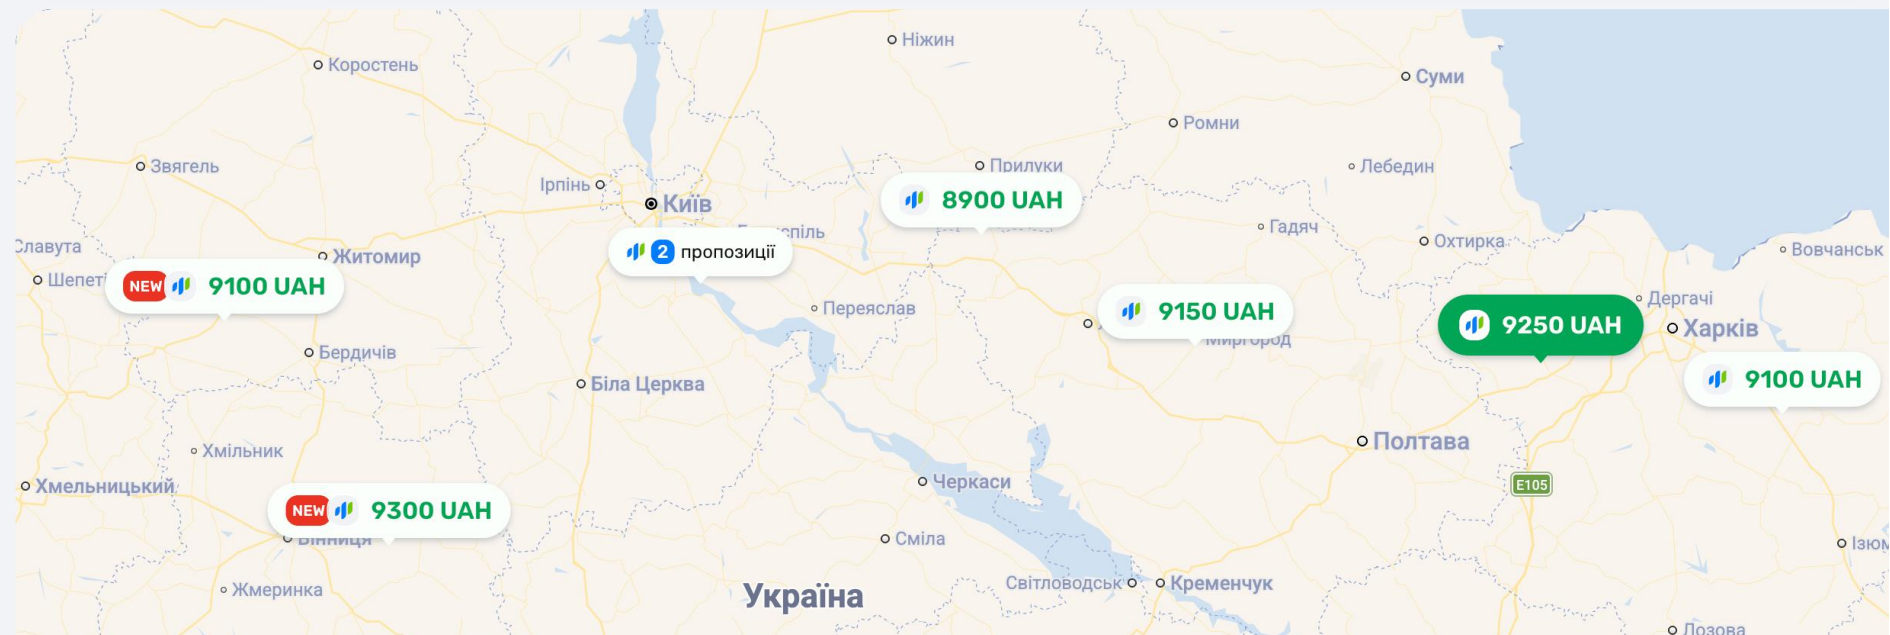 Ніжин
Коростень
Суми
Ромни
Звягель
Прилуки
Лебедин
Ірпінь
Київ
8900 UAH
Гадяч
Охтирка
Славута
Житомир
2 пропозиції
Вовчанськ
NEW 9100 UAH
Переяслав
9150 UAH
Дергачі
9250 UAH
Харків
Миргород
Бердичів
Біла Церква
9100 UAH
Полтава
Хмільник
Хмельницький
Черкаси
E105
NEW 9300 UAH
Вінниця
Сміла
Жмеринка
Україна
Світловодськ
Кременчук
Лозова